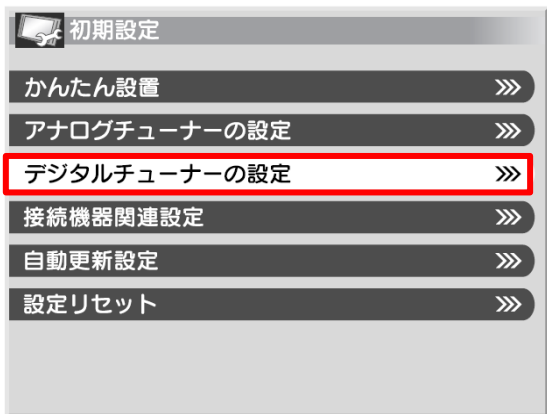 初期設定
かんたん設置
アナログチューナーの設定
デジタルチューナーの設定
接続機器関連設定
自動更新設定
設定リセット